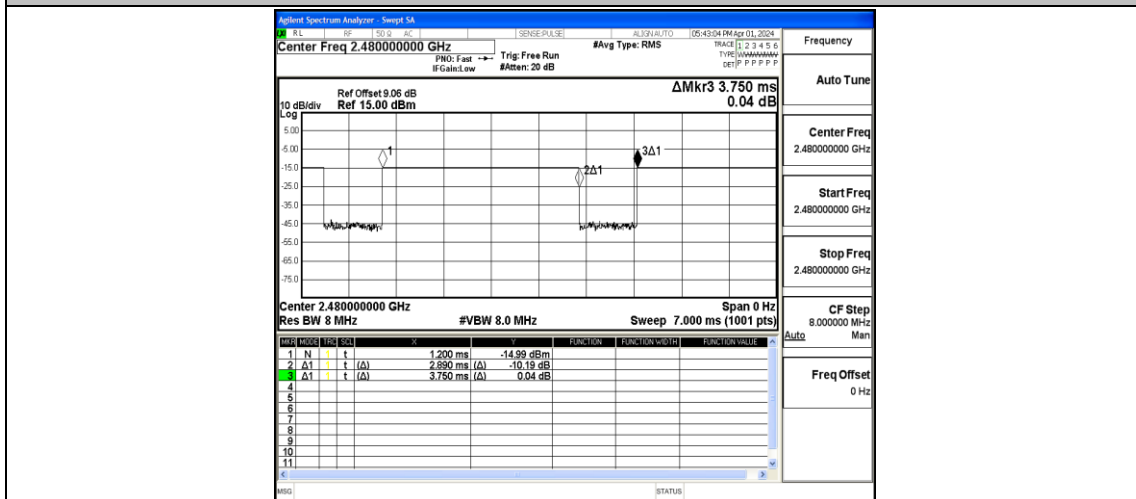 Agilent Spectrum Analyzer - Swept SA
RL RF 50 Ω AC SENSE:PULSE ALIGN AUTO 05:43:04 PM Apr 01, 2024
Center Freq 2.480000000 GHz #Avg Type: RMS TRACE 1 2 3 4 5 6
PNO: Fast Trig: Free Run TYPE
IFGain:Low #Atten: 20 dB DET P P P P P P
Frequency
Auto Tune
ΔMkr3 3.750 ms
Ref Offset 9.06 dB
10 dB/div Ref 15.00 dBm 0.04 dB
Log
5.00
-5.00
-15.0
-25.0
-35.0
-45.0
-55.0
-65.0
-75.0
1
2Δ1
3Δ1
Center Freq
2.480000000 GHz
Start Freq
2.480000000 GHz
Stop Freq
2.480000000 GHz
Center 2.480000000 GHz Span 0 Hz
Res BW 8 MHz #VBW 8.0 MHz Sweep 7.000 ms (1001 pts)
CF Step
8.000000 MHz
Auto Man
MKR MODE TRC SCL X Y FUNCTION FUNCTION WIDTH FUNCTION VALUE
1 N 1 t 1.200 ms -14.99 dBm
2 Δ1 1 t (Δ) 2.890 ms (Δ) -10.19 dB
3 Δ1 1 t (Δ) 3.750 ms (Δ) 0.04 dB
4
5
6
7
8
9
10
11
Freq Offset
0 Hz
MSG STATUS